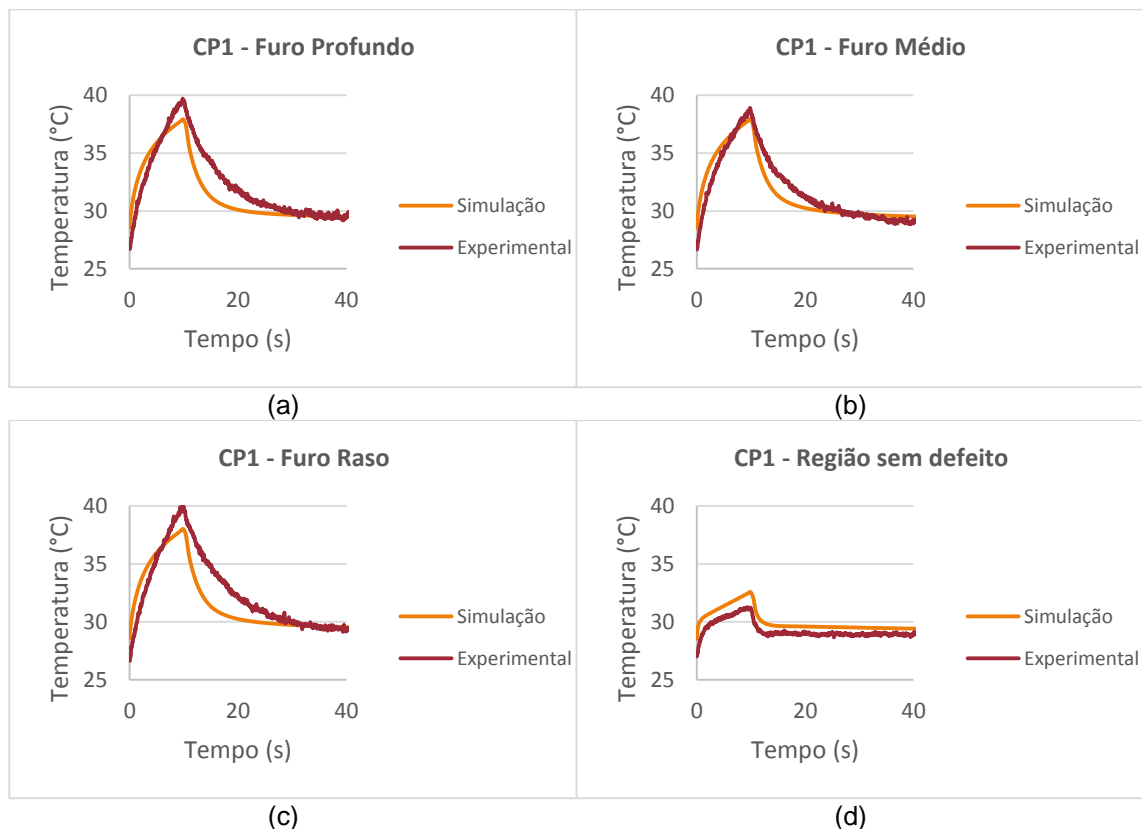 CP1 - Furo Profundo
Temperatura (°C)
40
35
30
25
0
20
40
Tempo (s)
Simulação
Experimental
(a)
CP1 - Furo Médio
Temperatura (°C)
40
35
30
25
0
20
40
Tempo (s)
Simulação
Experimental
(b)
CP1 - Furo Raso
Temperatura (°C)
40
35
30
25
0
20
40
Tempo (s)
Simulação
Experimental
(c)
CP1 - Região sem defeito
Temperatura (°C)
40
35
30
25
0
20
40
Tempo (s)
Simulação
Experimental
(d)